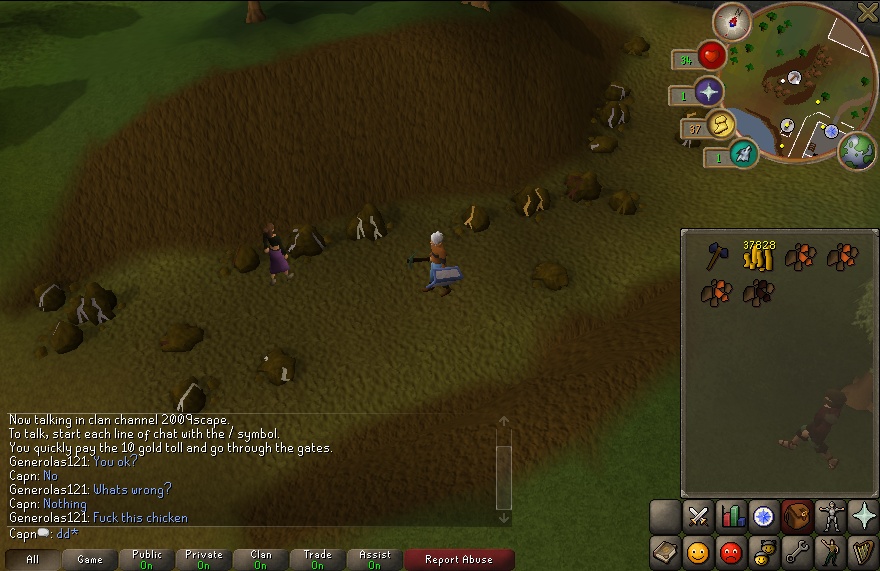 N
34
1
37
1
37828
Now talking in clan channel 2009scape.
To talk, start each line of chat with the / symbol.
You quickly pay the 10 gold toll and go through the gates.
Generolas121: You ok?
Capn: No
Generolas121: Whats wrong?
Capn: Nothing
Generolas121: Fuck this chicken
Capn: dd*
All Game Public On Private On Clan On Trade On Assist On Report Abuse